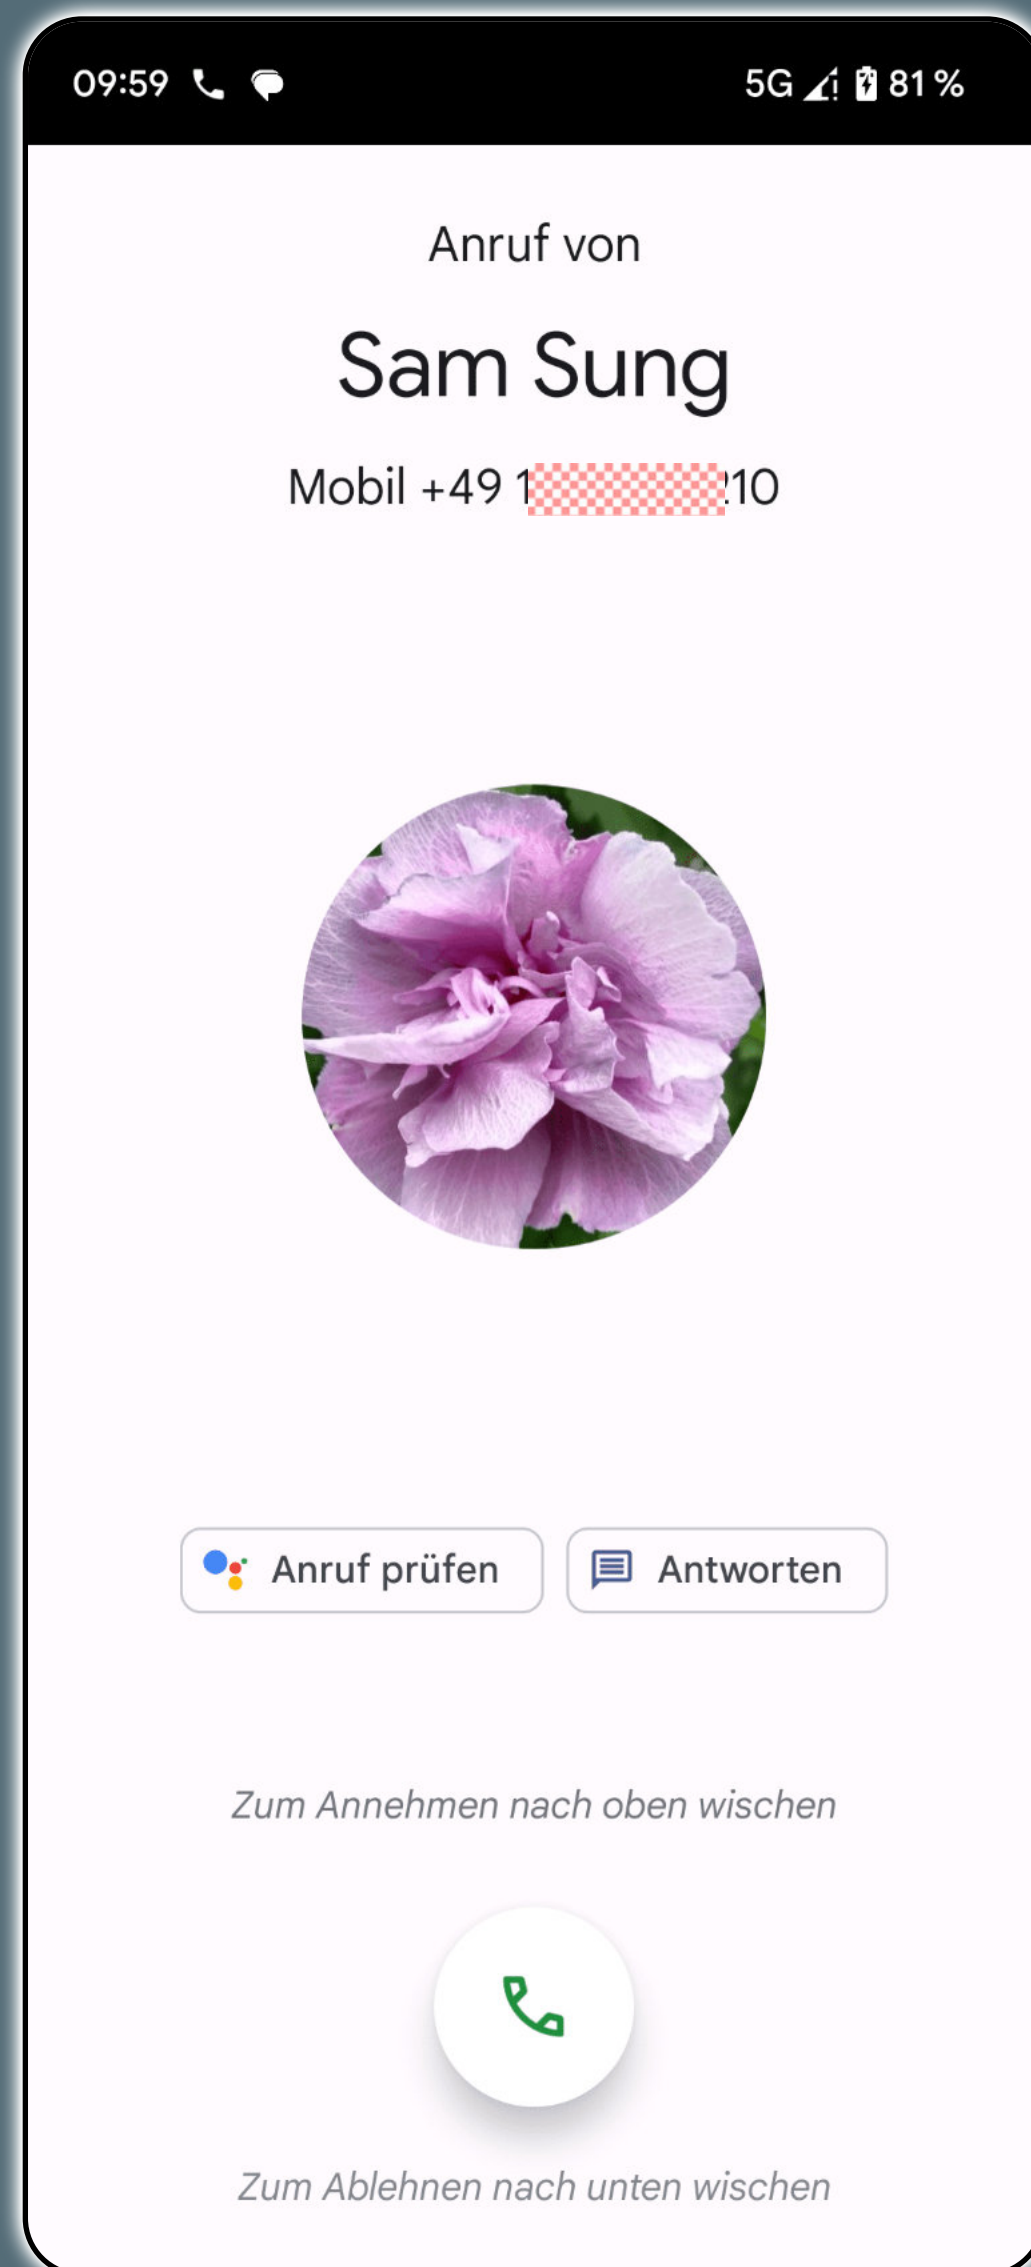 09:59 5G 81 %
Anruf von
Sam Sung
Mobil +49 1 10
Anruf prüfen Antworten
Zum Annehmen nach oben wischen
Zum Ablehnen nach unten wischen